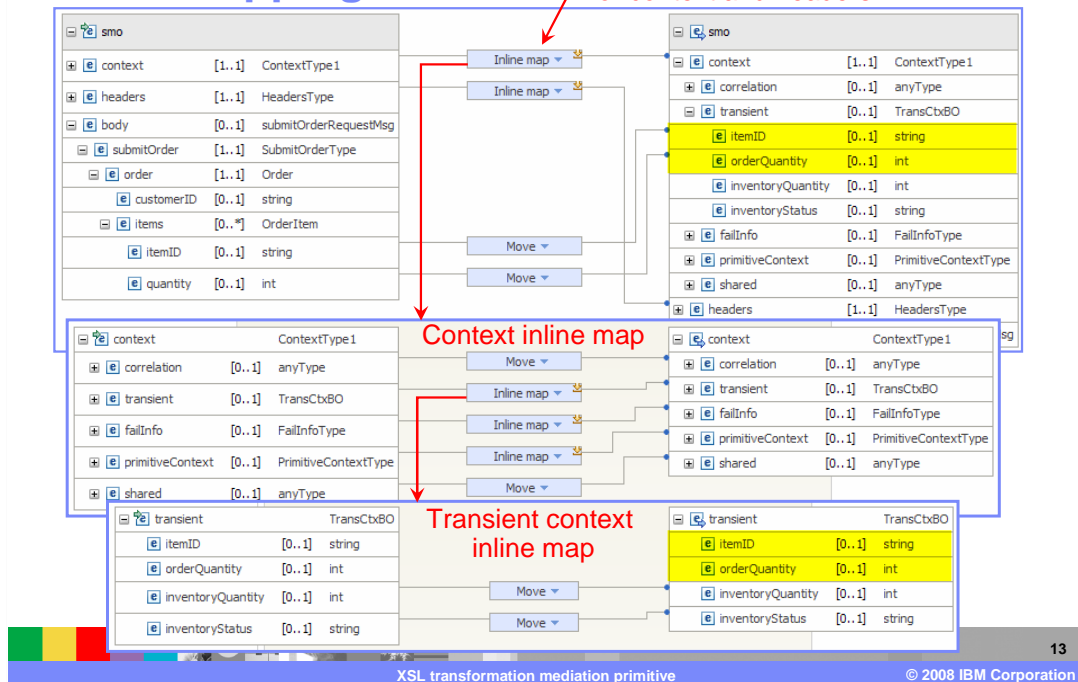 smo
context [1..1] ContextType1
headers [1..1] HeadersType
body [0..1] submitOrderRequestMsg
submitOrder [1..1] SubmitOrderType
order [1..1] Order
customerID [0..1] string
items [0..*] OrderItem
itemID [0..1] string
quantity [0..1] int
Inline map
Inline map
Move
Move
smo
context [1..1] ContextType1
correlation [0..1] anyType
transient [0..1] TransCtxBO
itemID [0..1] string
orderQuantity [0..1] int
inventoryQuantity [0..1] int
inventoryStatus [0..1] string
failInfo [0..1] FailInfoType
primitiveContext [0..1] PrimitiveContextType
shared [0..1] anyType
headers [1..1] HeadersType
sg
Context inline map
context ContextType1
correlation [0..1] anyType
transient [0..1] TransCtxBO
failInfo [0..1] FailInfoType
primitiveContext [0..1] PrimitiveContextType
shared [0..1] anyType
Move
Inline map
Inline map
Inline map
Move
context ContextType1
correlation [0..1] anyType
transient [0..1] TransCtxBO
failInfo [0..1] FailInfoType
primitiveContext [0..1] PrimitiveContextType
shared [0..1] anyType
Transient context
inline map
transient TransCtxBO
itemID [0..1] string
orderQuantity [0..1] int
inventoryQuantity [0..1] int
inventoryStatus [0..1] string
Move
Move
transient TransCtxBO
itemID [0..1] string
orderQuantity [0..1] int
inventoryQuantity [0..1] int
inventoryStatus [0..1] string
13
XSL transformation mediation primitive
© 2008 IBM Corporation